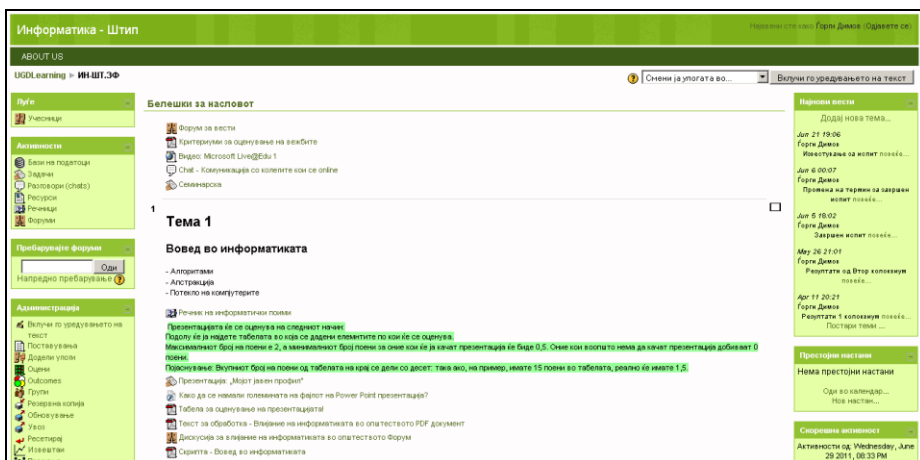 Информатика - Штип
Најавени сте како Ѓорѓи Димов (Одјавете се)
ABOUT US
UGDLearning ► ИН-ШТ.ЗФ
Смени ја улогата во...
Вклучи го уредувањето на текст
Луѓе
Учесници
Активности
Бази на податоци
Задачи
Разговори (chats)
Ресурси
Речници
Форуми
Пребарувајте форуми
Оди
Напредно пребарување
Администрација
Вклучи го уредувањето на
текст
Поставувања
Додели улоги
Оцени
Outcomes
Групи
Резервна копија
Обновување
Увоз
Ресетирај
Извештаи
Белешки за насловот
Форум за вести
Критериуми за оценување на вежбите
Видео: Microsoft Live@Edu 1
Chat - Комуникација со колегите кои се online
Семинарска
1
Тема 1
Вовед во информатиката
- Алгоритами
- Апстракција
- Потекло на компјутерите
Речник на информатички поими
Презентацијата ќе се оценува на следниот начин:
Подолу ќе ја најдете табелата во која се дадени елемнтите по кои ќе се оценува.
Максималниот број на поени е 2, а минималниот број поени за оние кои ќе ја качат презентација ќе биде 0,5. Оние кои воопшто нема да качат презентација добиваат 0
поени.
Појаснување: Вкупниот број на поени од табелата на крај се дели со десет: така ако, на пример, имате 15 поени во табелата, реално ќе имате 1,5.
Презентација: „Мојот јавен профил"
Како да се намали големината на фајлот на Power Point презентација?
Табела за оценување на презентацијата!
Текст за обработка - Влијание на информатиката во општеството PDF документ
Дискусија за влијание на информатиката во општеството Форум
Скрипта - Вовед во информатиката
Најнови вести
Додај нова тема...
Jun 21 19:06
Ѓорѓи Димов
Известување од испит повеќе...
Jun 6 00:07
Ѓорѓи Димов
Промена на термин за завршен
испит повеќе...
Jun 5 18:02
Ѓорѓи Димов
Завршен испит повеќе...
May 26 21:01
Ѓорѓи Димов
Резултати од Втор колоквиум
повеќе...
Apr 11 20:21
Ѓорѓи Димов
Резултати 1 колоквиум повеќе...
Постари теми ...
Престојни настани
Нема престојни настани
Оди во календар...
Нов настан...
Скорешна активност
Активности од: Wednesday, June
29 2011, 08:33 PM